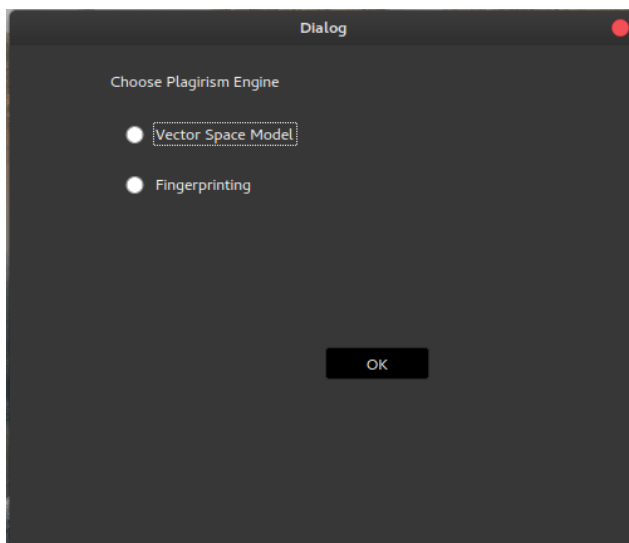 Dialog
Choose Plagirism Engine
Vector Space Model
Fingerprinting
OK